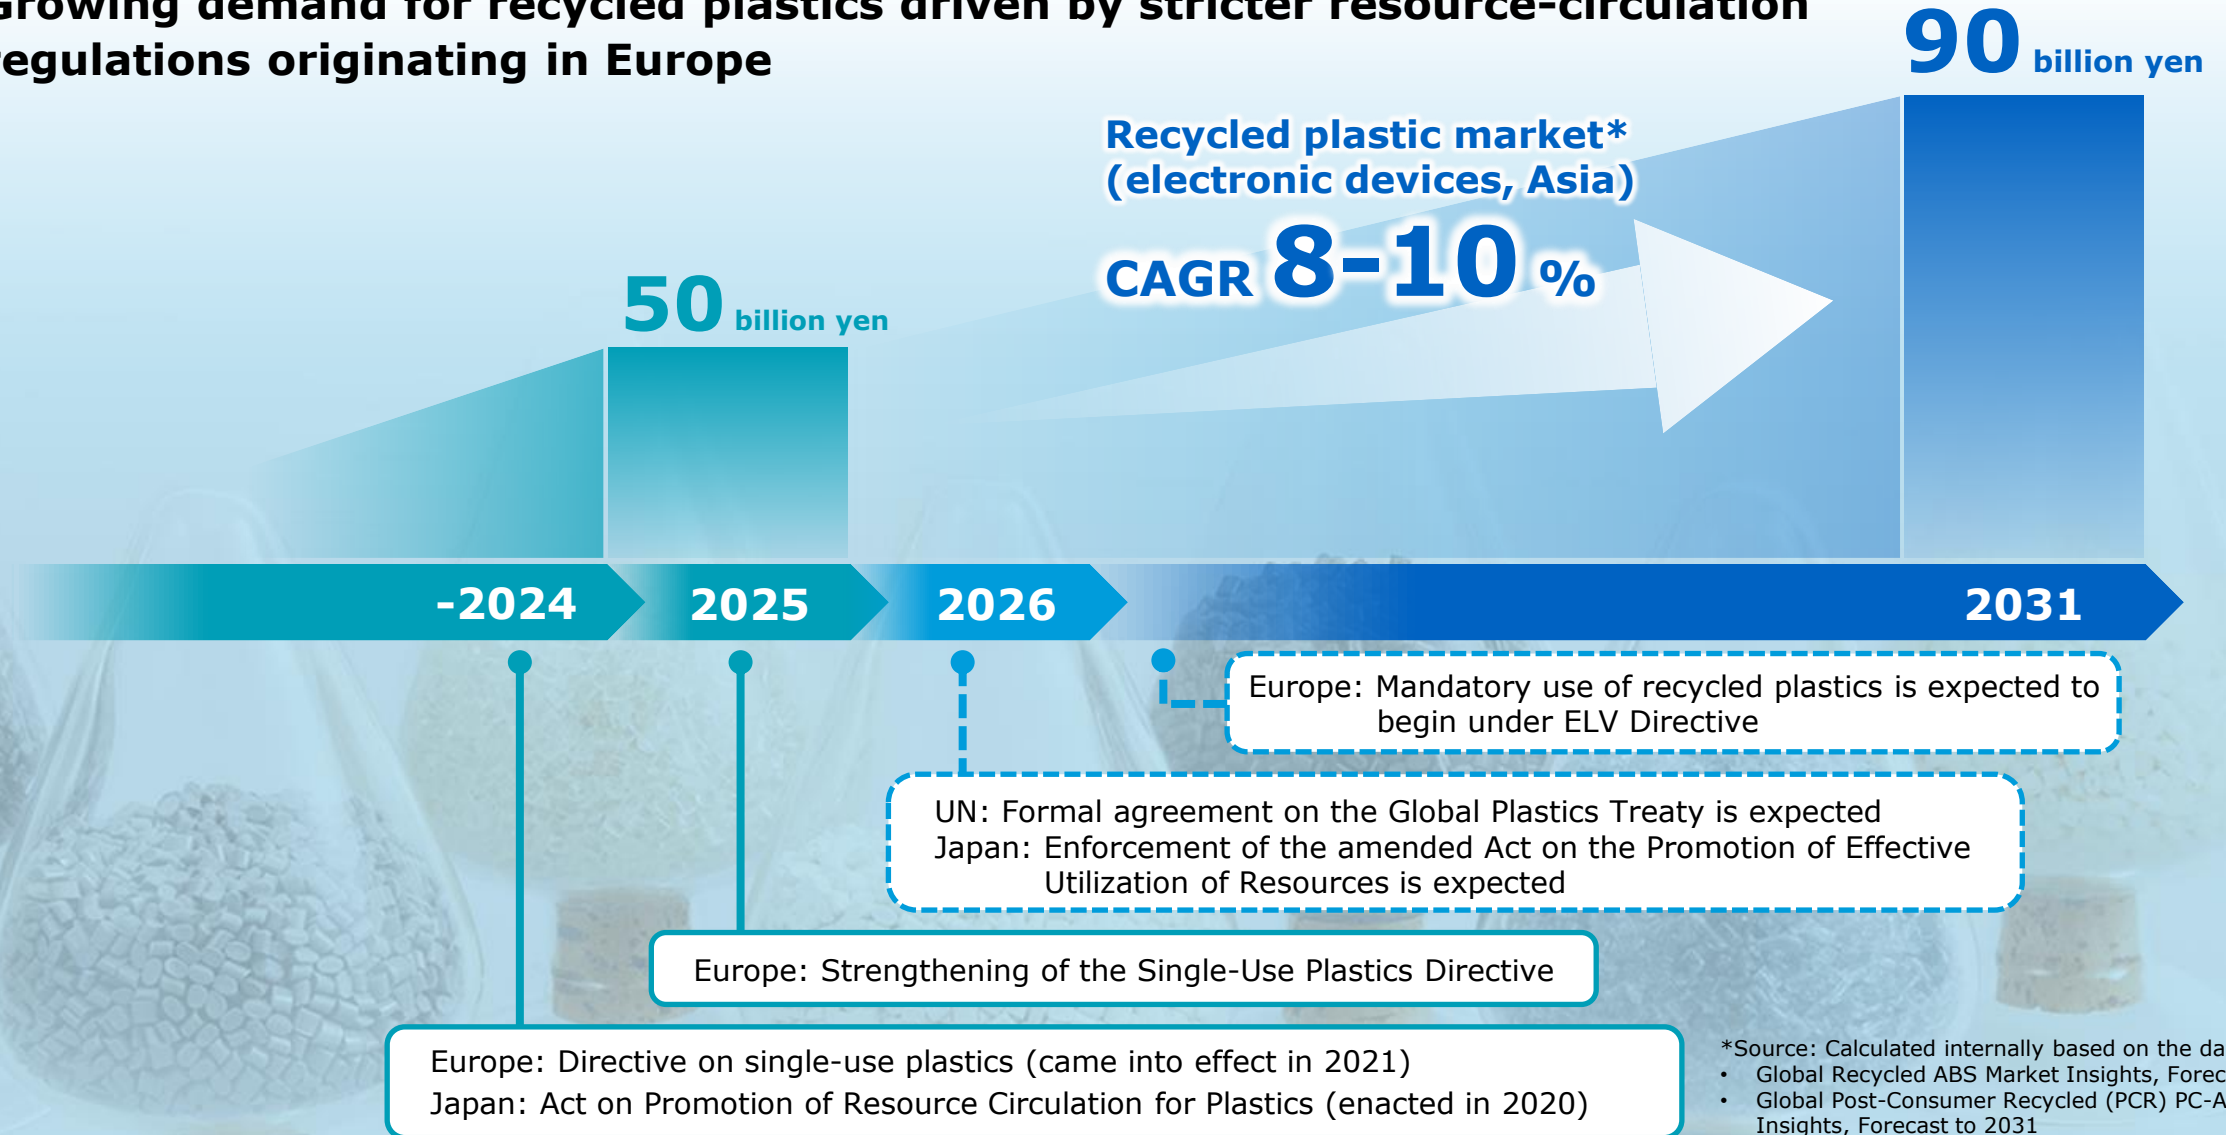 Growing demand for recycled plastics driven by stricter resource-circulation
regulations originating in Europe
90 billion yen
Recycled plastic market*
(electronic devices, Asia)
CAGR 8-10 %
50 billion yen
-2024
2025
2026
2031
Europe: Mandatory use of recycled plastics is expected to
begin under ELV Directive
UN: Formal agreement on the Global Plastics Treaty is expected
Japan: Enforcement of the amended Act on the Promotion of Effective
Utilization of Resources is expected
Europe: Strengthening of the Single-Use Plastics Directive
Europe: Directive on single-use plastics (came into effect in 2021)
Japan: Act on Promotion of Resource Circulation for Plastics (enacted in 2020)
*Source: Calculated internally based on the
• Global Recycled ABS Market Insights,
• Global Post-Consumer Recycled (PCR)
Insights, Forecast to 2031